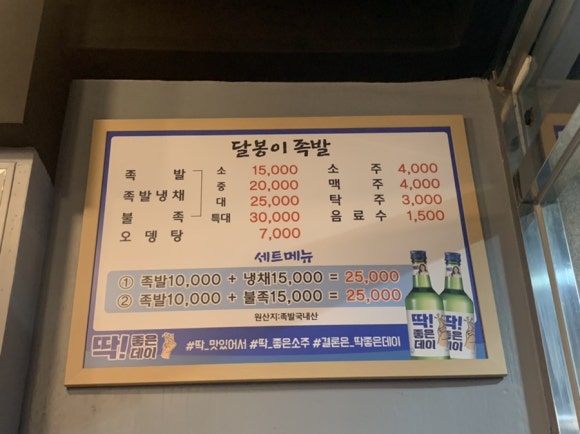 달봉이 족발
족 발 소 15,000 소 주 4,000
중 20,000 맥 주 4,000
족발냉채 대 25,000 탁 주 3,000
불 족 특대 30,000 음료수 1,500
오뎅탕 7,000
세트메뉴
① 족발10,000 + 냉채15,000 = 25,000
② 족발10,000 + 불족15,000 = 25,000
원산지:족발국내산
딱! 좋은데이 #딱_맛있어서 #딱_좋은소주 #결론은_딱좋은데이
딱! 좋은데이
딱! 좋은데이